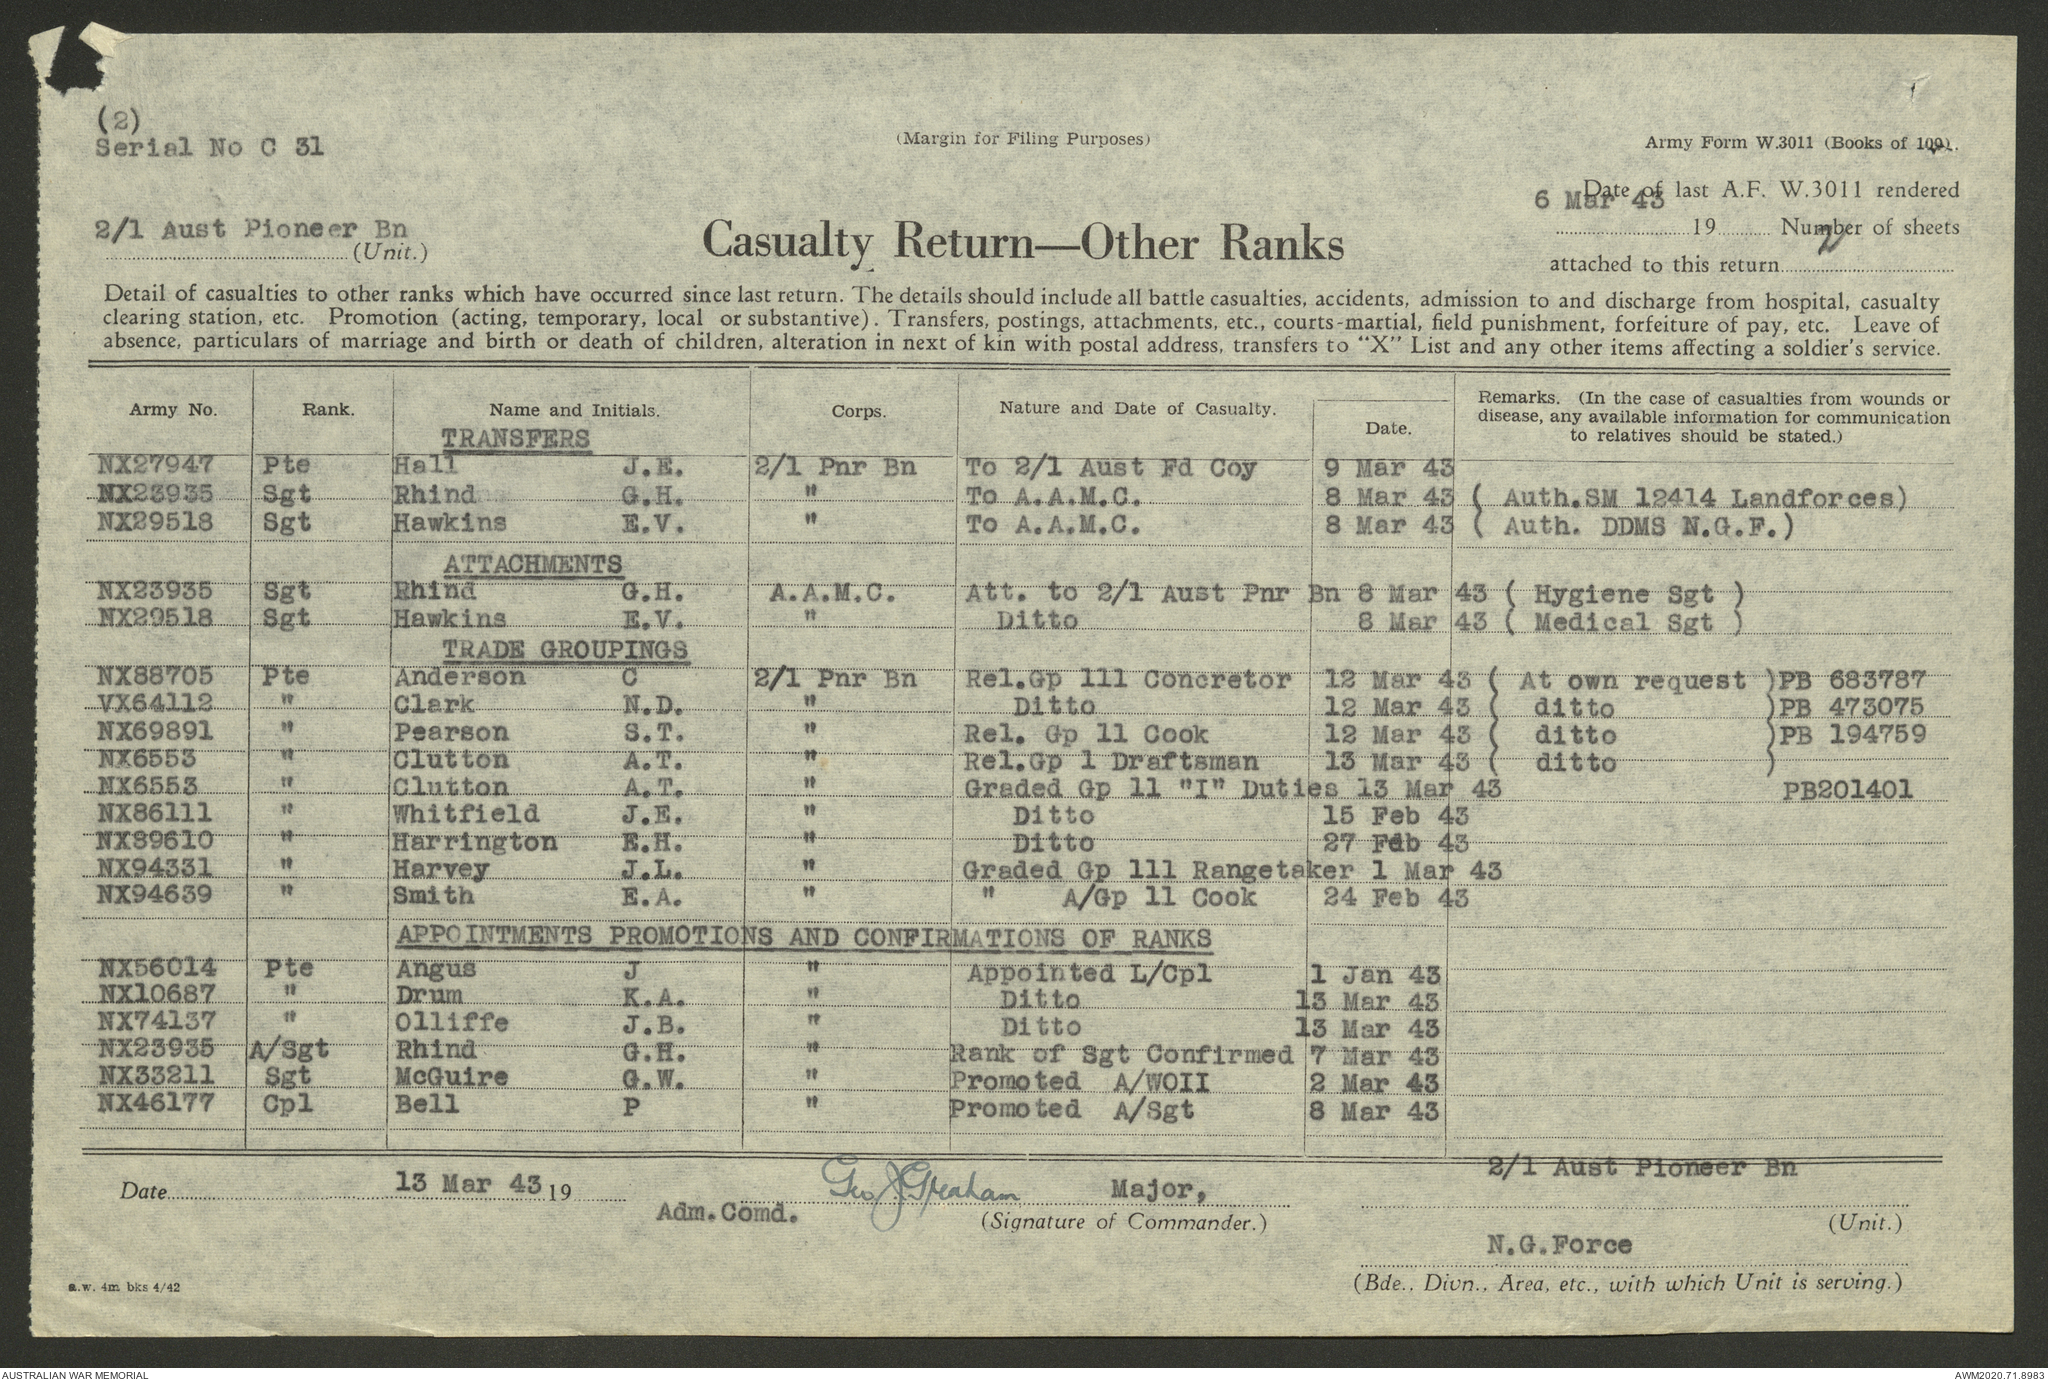 (2)
Serial No C 31
(Margin for Filing Purposes)
Army Form W.3011 (Books of 100).
Date of last A.F. W.3011 rendered
6 Mar 43
19 Number of sheets
2
attached to this return
2/1 Aust Pioneer Bn
(Unit.)
Casualty Return—Other Ranks
Detail of casualties to other ranks which have occurred since last return. The details should include all battle casualties, accidents, admission to and discharge from hospital, casualty
clearing station, etc. Promotion (acting, temporary, local or substantive). Transfers, postings, attachments, etc., courts-martial, field punishment, forfeiture of pay, etc. Leave of
absence, particulars of marriage and birth or death of children, alteration in next of kin with postal address, transfers to "X" List and any other items affecting a soldier's service.
Army No. Rank. Name and Initials. Corps. Nature and Date of Casualty. Date. Remarks. (In the case of casualties from wounds or
disease, any available information for communication
to relatives should be stated.)
TRANSFERS
NX27947 Pte Hall J.E. 2/1 Pnr Bn To 2/1 Aust Fd Coy 9 Mar 43
NX23935 Sgt Rhind G.H. " To A.A.M.C. 8 Mar 43 ( Auth.SM 12414 Landforces)
NX29518 Sgt Hawkins E.V. " To A.A.M.C. 8 Mar 43 ( Auth. DDMS N.G.F.)
ATTACHMENTS
NX23935 Sgt Rhind G.H. A.A.M.C. Att. to 2/1 Aust Pnr Bn 8 Mar 43 ( Hygiene Sgt )
NX29518 Sgt Hawkins E.V. " Ditto 8 Mar 43 ( Medical Sgt )
TRADE GROUPINGS
NX88705 Pte Anderson C 2/1 Pnr Bn Rel.Gp 111 Concretor 12 Mar 43 ( At own request )PB 683787
VX64112 " Clark N.D. " Ditto 12 Mar 43 ( ditto )PB 473075
NX69891 " Pearson S.T. " Rel. Gp 11 Cook 12 Mar 43 ( ditto )PB 194759
NX6553 " Clutton A.T. " Rel.Gp 1 Draftsman 13 Mar 43 ( ditto )
NX6553 " Clutton A.T. " Graded Gp 11 "I" Duties 13 Mar 43 PB201401
NX86111 " Whitfield J.E. " Ditto 15 Feb 43
NX89610 " Harrington E.H. " Ditto 27 Feb 43
NX94331 " Harvey J.L. " Graded Gp 111 Rangetaker 1 Mar 43
NX94639 " Smith E.A. " " A/Gp 11 Cook 24 Feb 43
APPOINTMENTS PROMOTIONS AND CONFIRMATIONS OF RANKS
NX56014 Pte Angus J " Appointed L/Cpl 1 Jan 43
NX10687 " Drum K.A. " Ditto 13 Mar 43
NX74137 " Olliffe J.B. " Ditto 13 Mar 43
NX23935 A/Sgt Rhind G.H. " Rank of Sgt Confirmed 7 Mar 43
NX33211 Sgt McGuire G.W. " Promoted A/WOII 2 Mar 43
NX46177 Cpl Bell P " Promoted A/Sgt 8 Mar 43
Date 13 Mar 43 19
Geo J Graham Major,
Adm.Comd. (Signature of Commander.)
2/1 Aust Pioneer Bn
(Unit.)
N.G.Force
(Bde., Divn., Area, etc., with which Unit is serving.)
a.w. 4m bks 4/42
AUSTRALIAN WAR MEMORIAL
AWM2020.71.8983